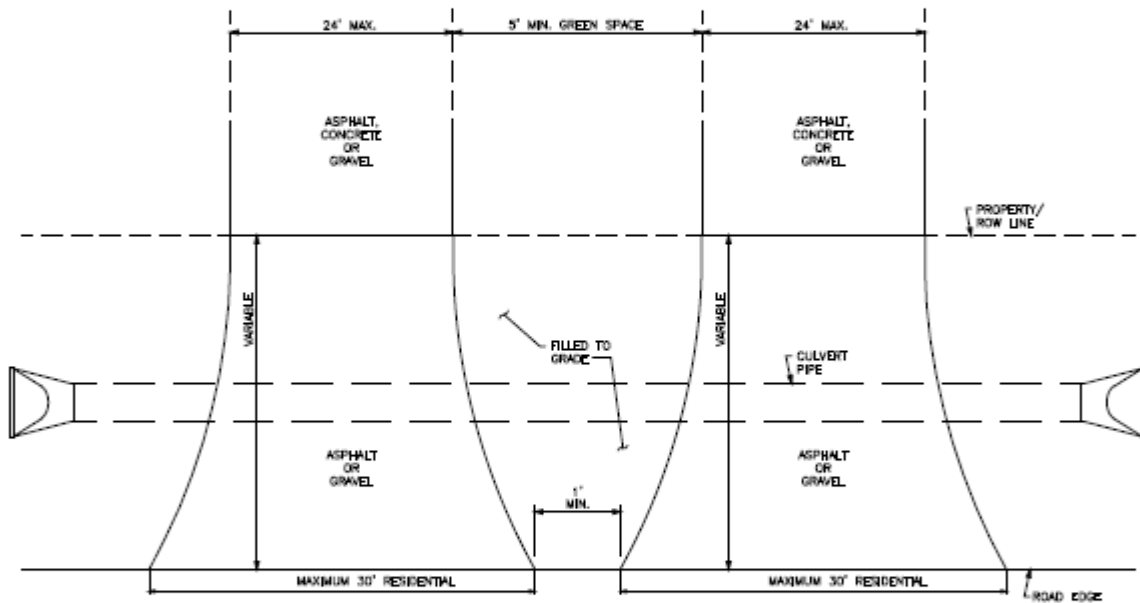 24' MAX.
5' MIN. GREEN SPACE
24' MAX.
ASPHALT,
CONCRETE
OR
GRAVEL
ASPHALT,
CONCRETE
OR
GRAVEL
PROPERTY/
ROW LINE
VARIABLE
VARIABLE
FILLED TO
GRADE
CULVERT
PIPE
ASPHALT
OR
GRAVEL
ASPHALT
OR
GRAVEL
1'
MIN.
MAXIMUM 30' RESIDENTIAL
MAXIMUM 30' RESIDENTIAL
ROAD EDGE